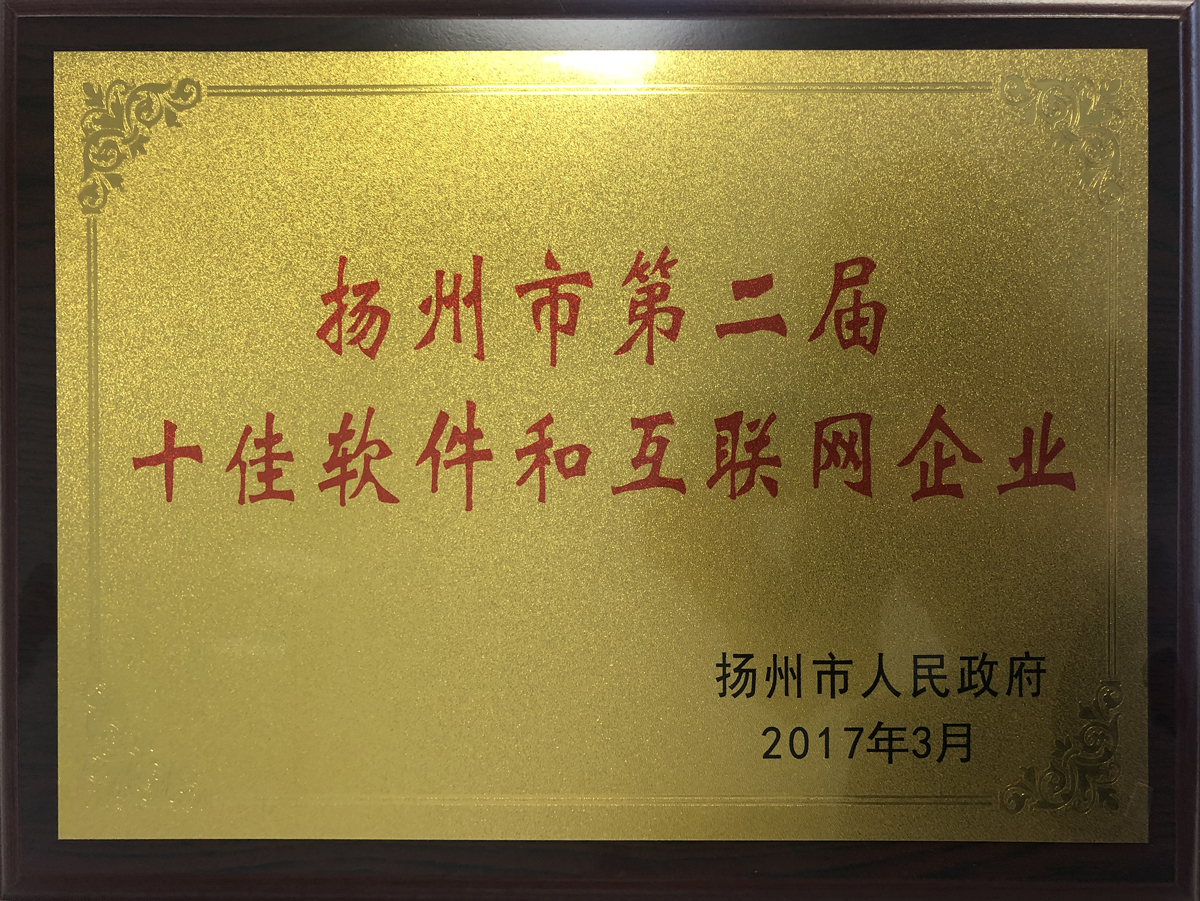 扬州市第二届
十佳软件和互联网企业
扬州市人民政府
2017年3月